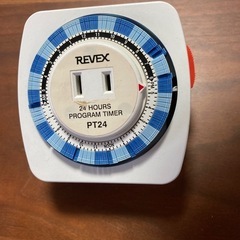 REVEX
24 HOURS
PROGRAM TIMER
PT24